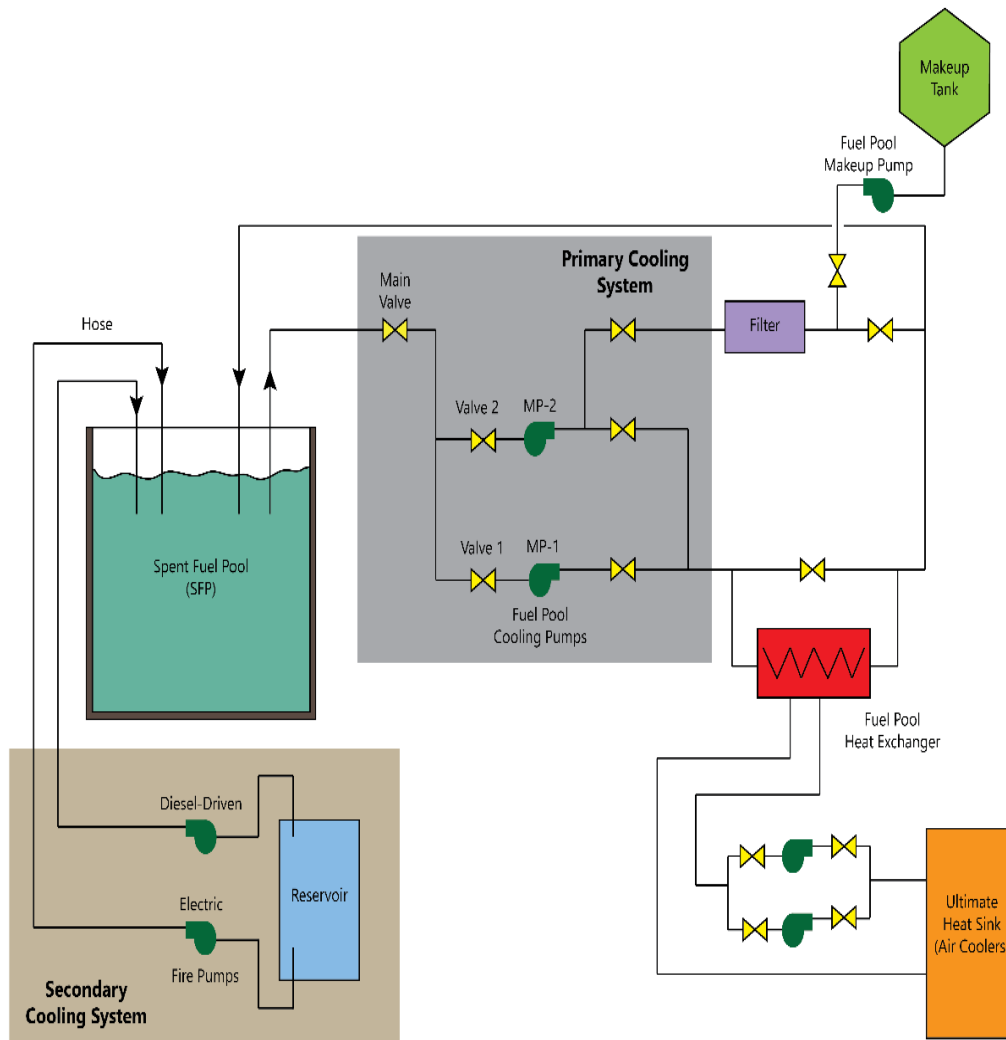 Makeup
Tank
Fuel Pool
Makeup Pump
Primary Cooling
System
Main
Valve
Filter
Hose
Valve 2
MP-2
Valve 1
MP-1
Fuel Pool
Cooling Pumps
Spent Fuel Pool
(SFP)
Fuel Pool
Heat Exchanger
Diesel-Driven
Reservoir
Electric
Fire Pumps
Secondary
Cooling System
Ultimate
Heat Sink
(Air Coolers